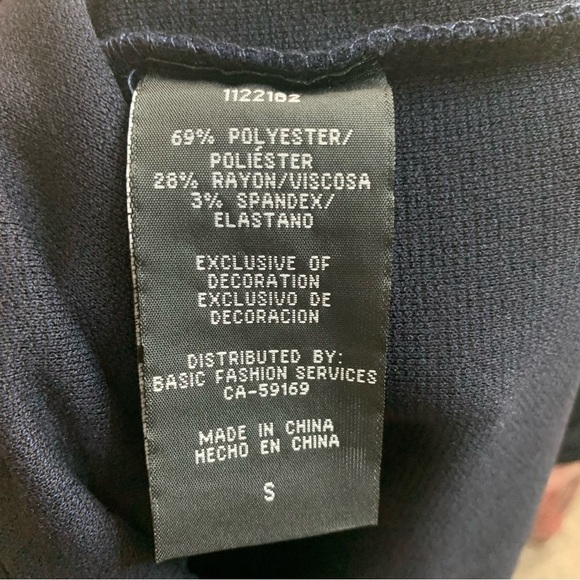 1122162
69% POLYESTER/
POLIÉSTER
28% RAYON/VISCOSA
3% SPANDEX/
ELASTANO
EXCLUSIVE OF
DECORATION
EXCLUSIVO DE
DECORACION
DISTRIBUTED BY:
BASIC FASHION SERVICES
CA-59169
MADE IN CHINA
HECHO EN CHINA
S